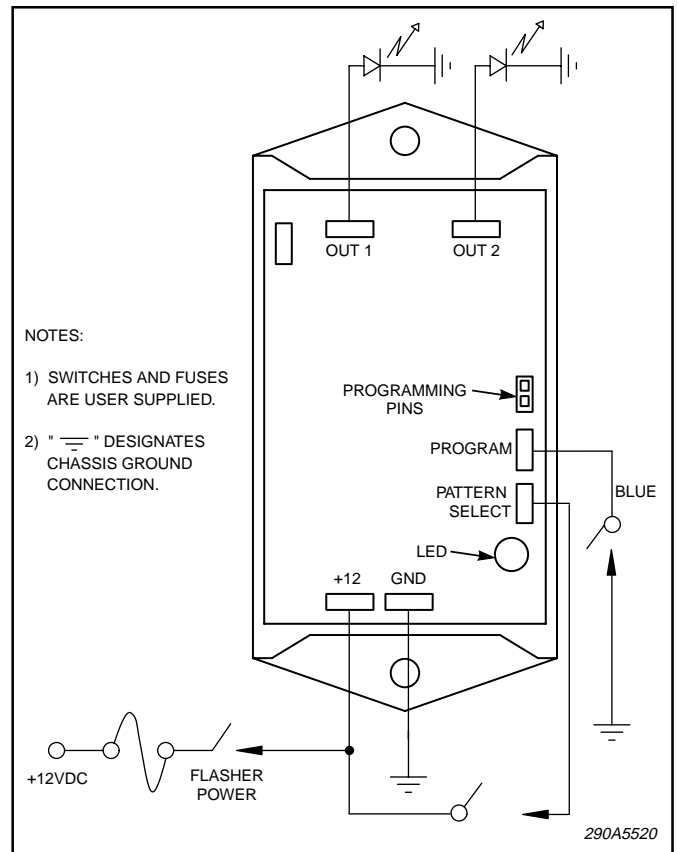 OUT 1
OUT 2
NOTES:
1) SWITCHES AND FUSES
ARE USER SUPPLIED.
2) " ⏚ " DESIGNATES
CHASSIS GROUND
CONNECTION.
PROGRAMMING
PINS
PROGRAM
BLUE
PATTERN
SELECT
LED
+12
GND
+12VDC
FLASHER
POWER
290A5520